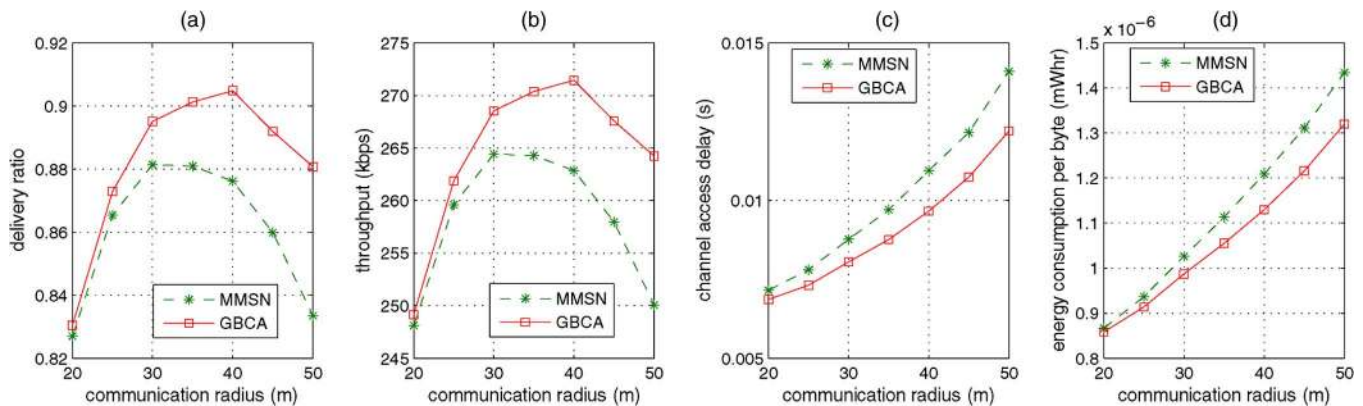 (a)
0.92
0.9
0.88
0.86
0.84
0.82
delivery ratio
MMSN
GBCA
20 30 40 50
communication radius (m)
(b)
275
270
265
260
255
250
245
throughput (kbps)
MMSN
GBCA
20 30 40 50
communication radius (m)
(c)
0.015
0.01
0.005
channel access delay (s)
MMSN
GBCA
20 30 40 50
communication radius (m)
(d)
x 10⁻⁶
1.5
1.4
1.3
1.2
1.1
1
0.9
0.8
energy consumption per byte (mWhr)
MMSN
GBCA
20 30 40 50
communication radius (m)